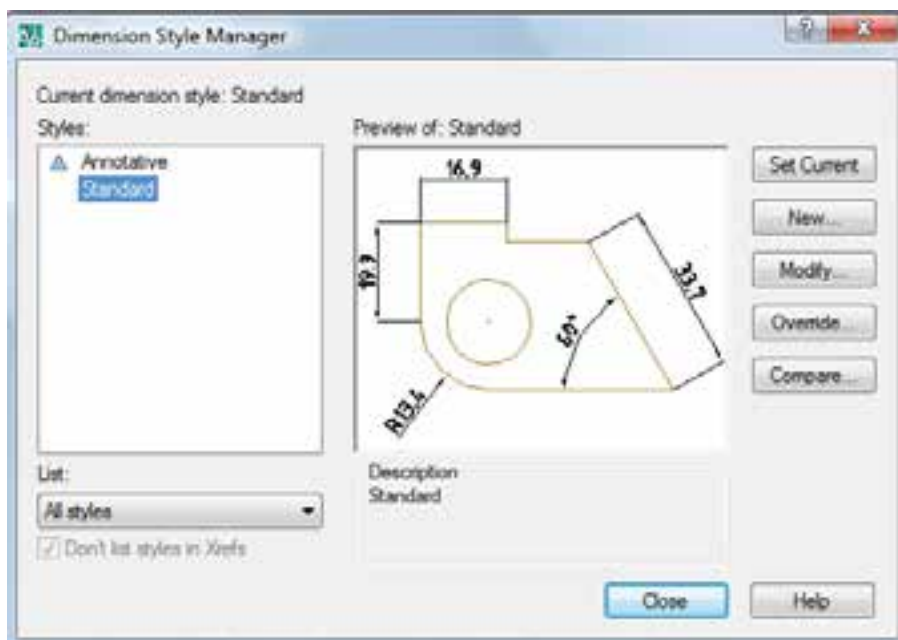 Dimension Style Manager
?
Current dimension style: Standard
Styles:
Annotative
Standard
Preview of: Standard
16,9
19,9
33,7
60°
R13,4
Set Current
New...
Modify...
Override...
Compare...
List:
All styles
Don't list styles in Xrefs
Description
Standard
Close
Help